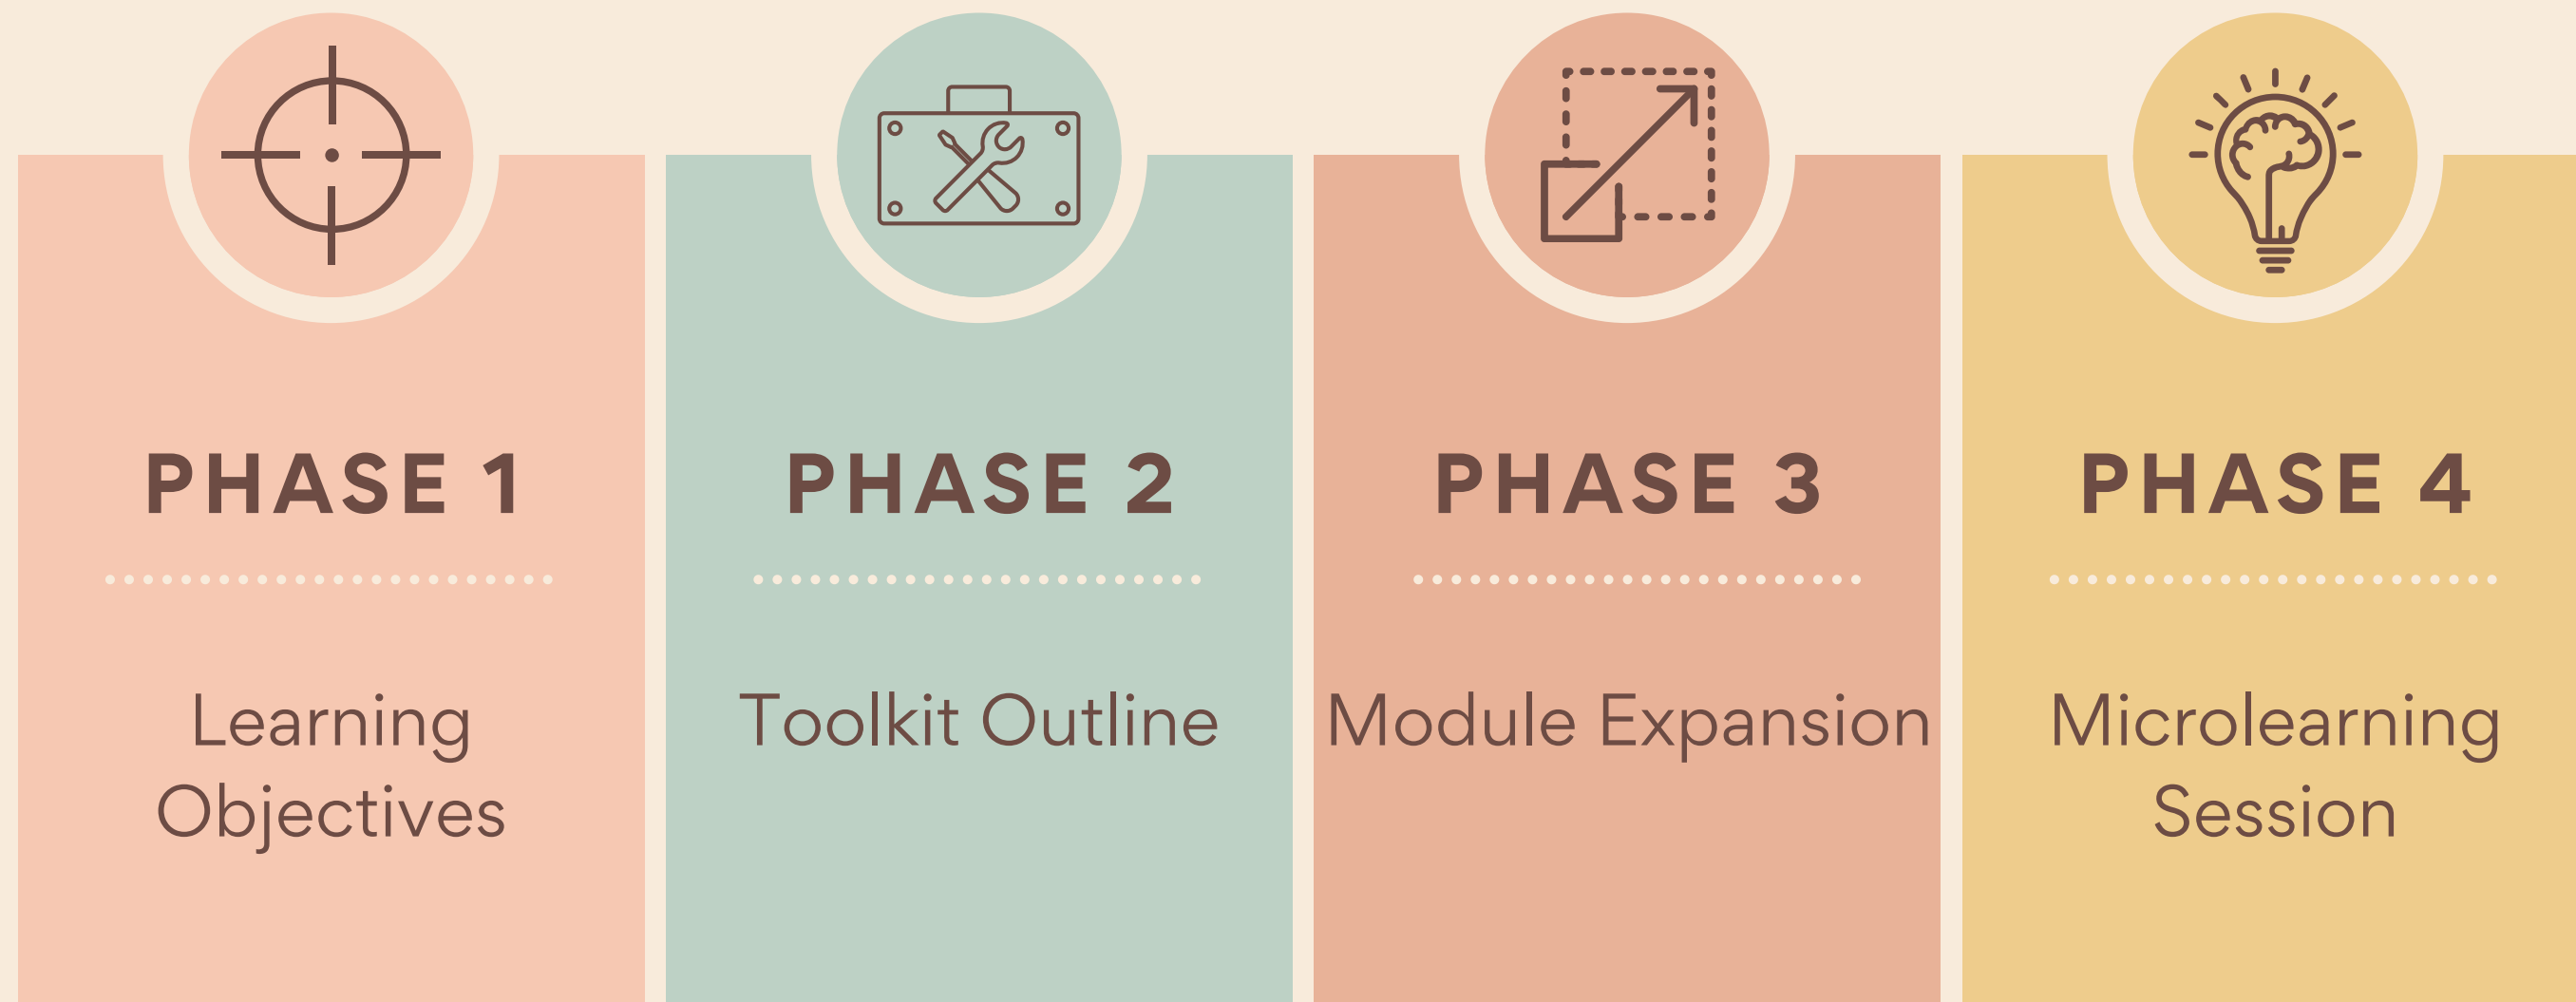 PHASE 1
Learning
Objectives
PHASE 2
Toolkit Outline
PHASE 3
Module Expansion
PHASE 4
Microlearning
Session